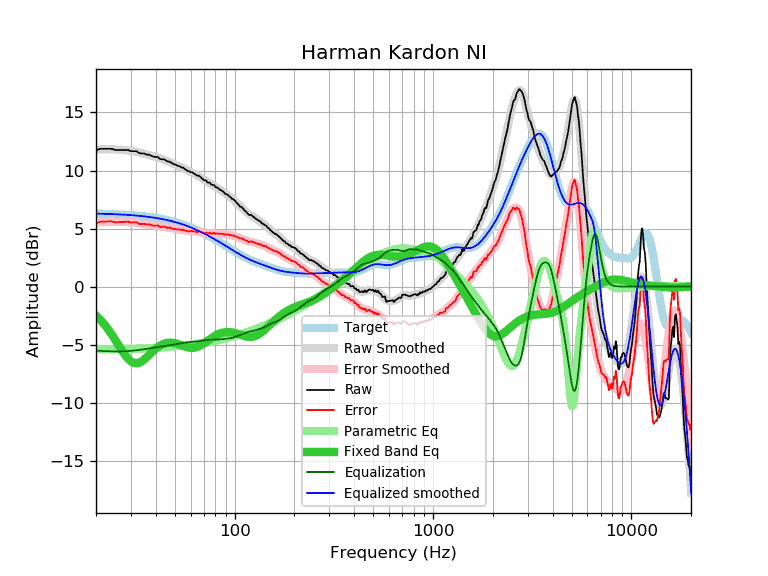 Harman Kardon NI
Amplitude (dBr)
15
10
5
0
−5
−10
−15
Target
Raw Smoothed
Error Smoothed
Raw
Error
Parametric Eq
Fixed Band Eq
Equalization
Equalized smoothed
100
1000
10000
Frequency (Hz)